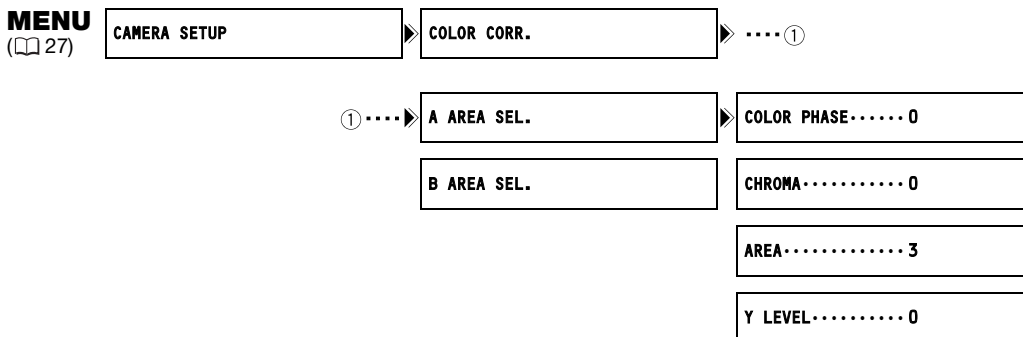 MENU
(27)
CAMERA SETUP
COLOR CORR.
····①
①····
A AREA SEL.
COLOR PHASE······0
B AREA SEL.
CHROMA···········0
AREA·············3
Y LEVEL··········0